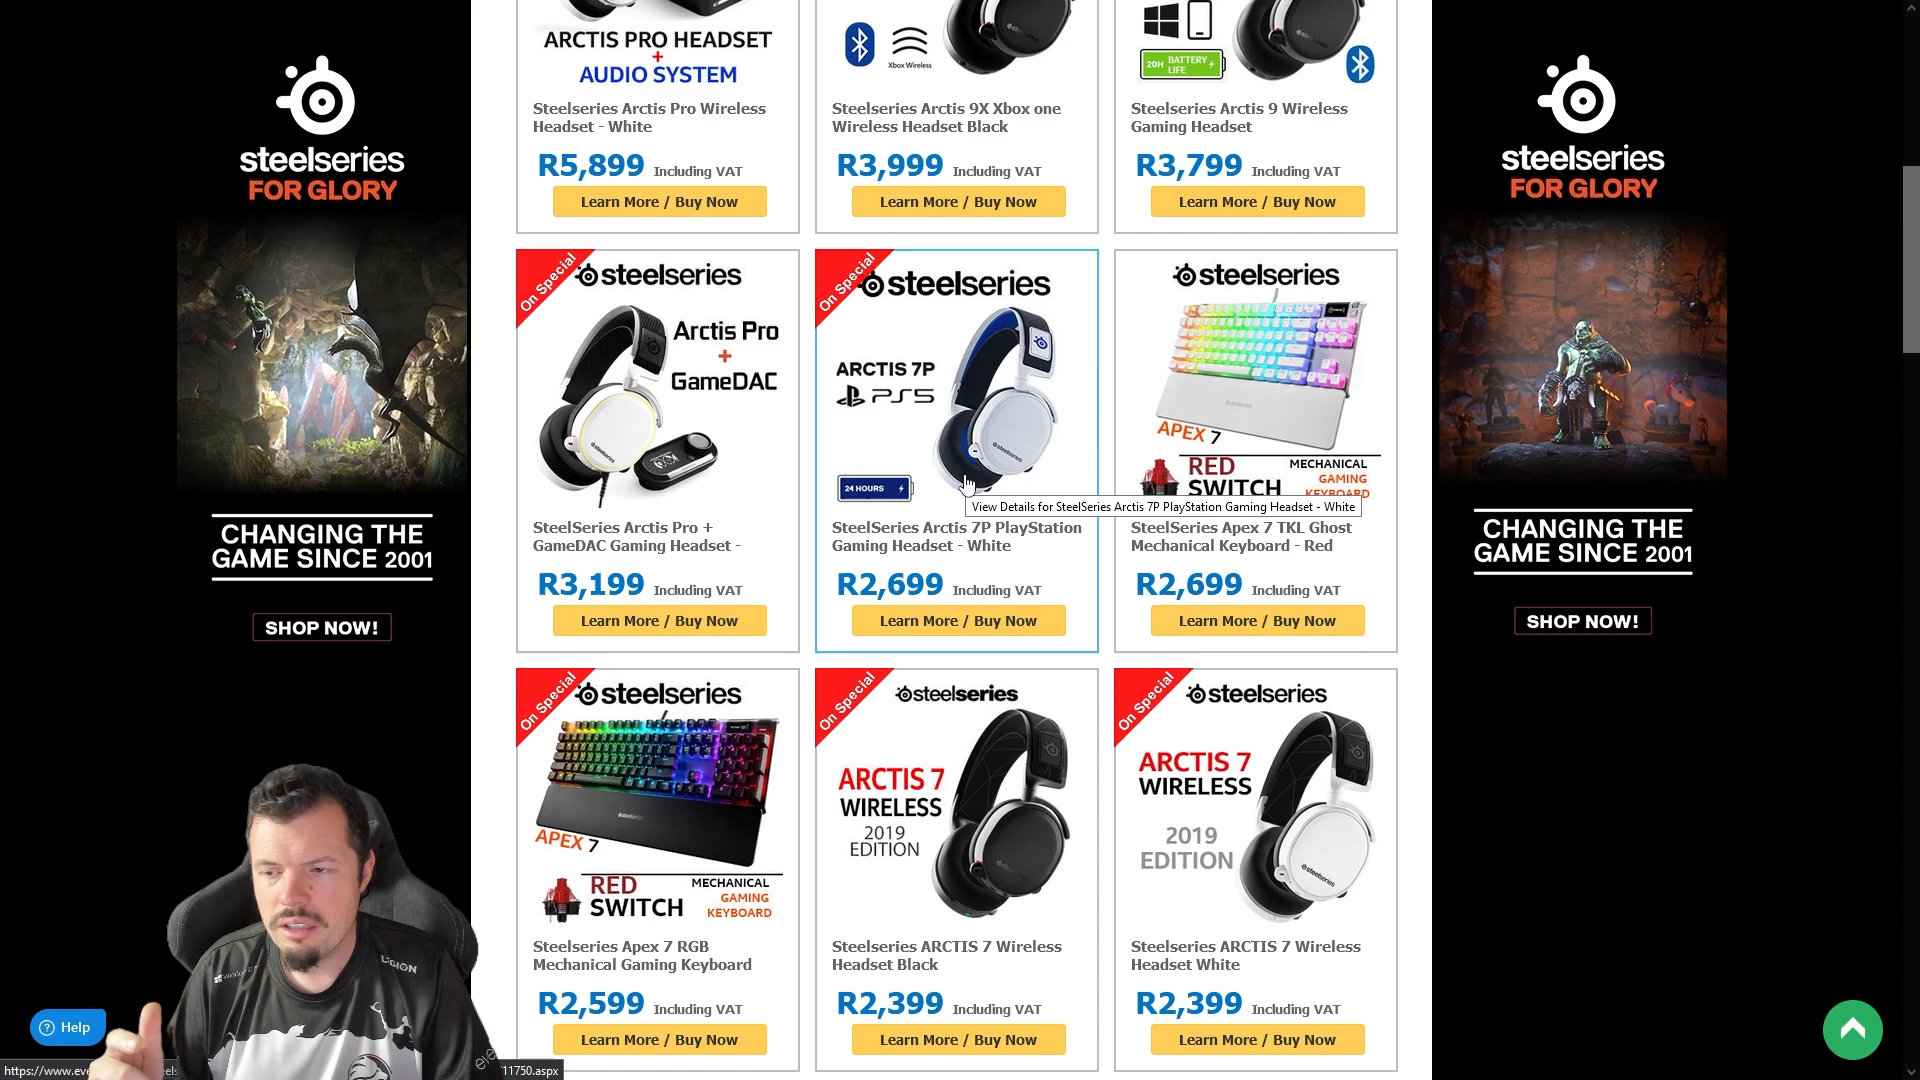 steelseries
FOR GLORY
CHANGING THE
GAME SINCE 2001
SHOP NOW!
ARCTIS PRO HEADSET
+
AUDIO SYSTEM
Steelseries Arctis Pro Wireless
Headset - White
R5,899 Including VAT
Learn More / Buy Now
Xbox Wireless
Steelseries Arctis 9X Xbox one
Wireless Headset Black
R3,999 Including VAT
Learn More / Buy Now
20H BATTERY
LIFE
Steelseries Arctis 9 Wireless
Gaming Headset
R3,799 Including VAT
Learn More / Buy Now
On Special
steelseries
Arctis Pro
+
GameDAC
steelseries
SteelSeries Arctis Pro +
GameDAC Gaming Headset -
R3,199 Including VAT
Learn More / Buy Now
On Special
steelseries
ARCTIS 7P
PS5
24 HOURS
steelseries
View Details for SteelSeries Arctis 7P PlayStation Gaming Headset - White
SteelSeries Arctis 7P PlayStation
Gaming Headset - White
R2,699 Including VAT
Learn More / Buy Now
steelseries
steelseries
APEX 7
RED
SWITCH
MECHANICAL
GAMING
KEYBOARD
SteelSeries Apex 7 TKL Ghost
Mechanical Keyboard - Red
R2,699 Including VAT
Learn More / Buy Now
On Special
steelseries
steelseries
APEX 7
RED
SWITCH
MECHANICAL
GAMING
KEYBOARD
Steelseries Apex 7 RGB
Mechanical Gaming Keyboard
R2,599 Including VAT
Learn More / Buy Now
On Special
steelseries
ARCTIS 7
WIRELESS
2019
EDITION
steelseries
Steelseries ARCTIS 7 Wireless
Headset Black
R2,399 Including VAT
Learn More / Buy Now
On Special
steelseries
ARCTIS 7
WIRELESS
2019
EDITION
steelseries
Steelseries ARCTIS 7 Wireless
Headset White
R2,399 Including VAT
Learn More / Buy Now
steelseries
FOR GLORY
CHANGING THE
GAME SINCE 2001
SHOP NOW!
LEGION
Help
https://www.eve
11750.aspx